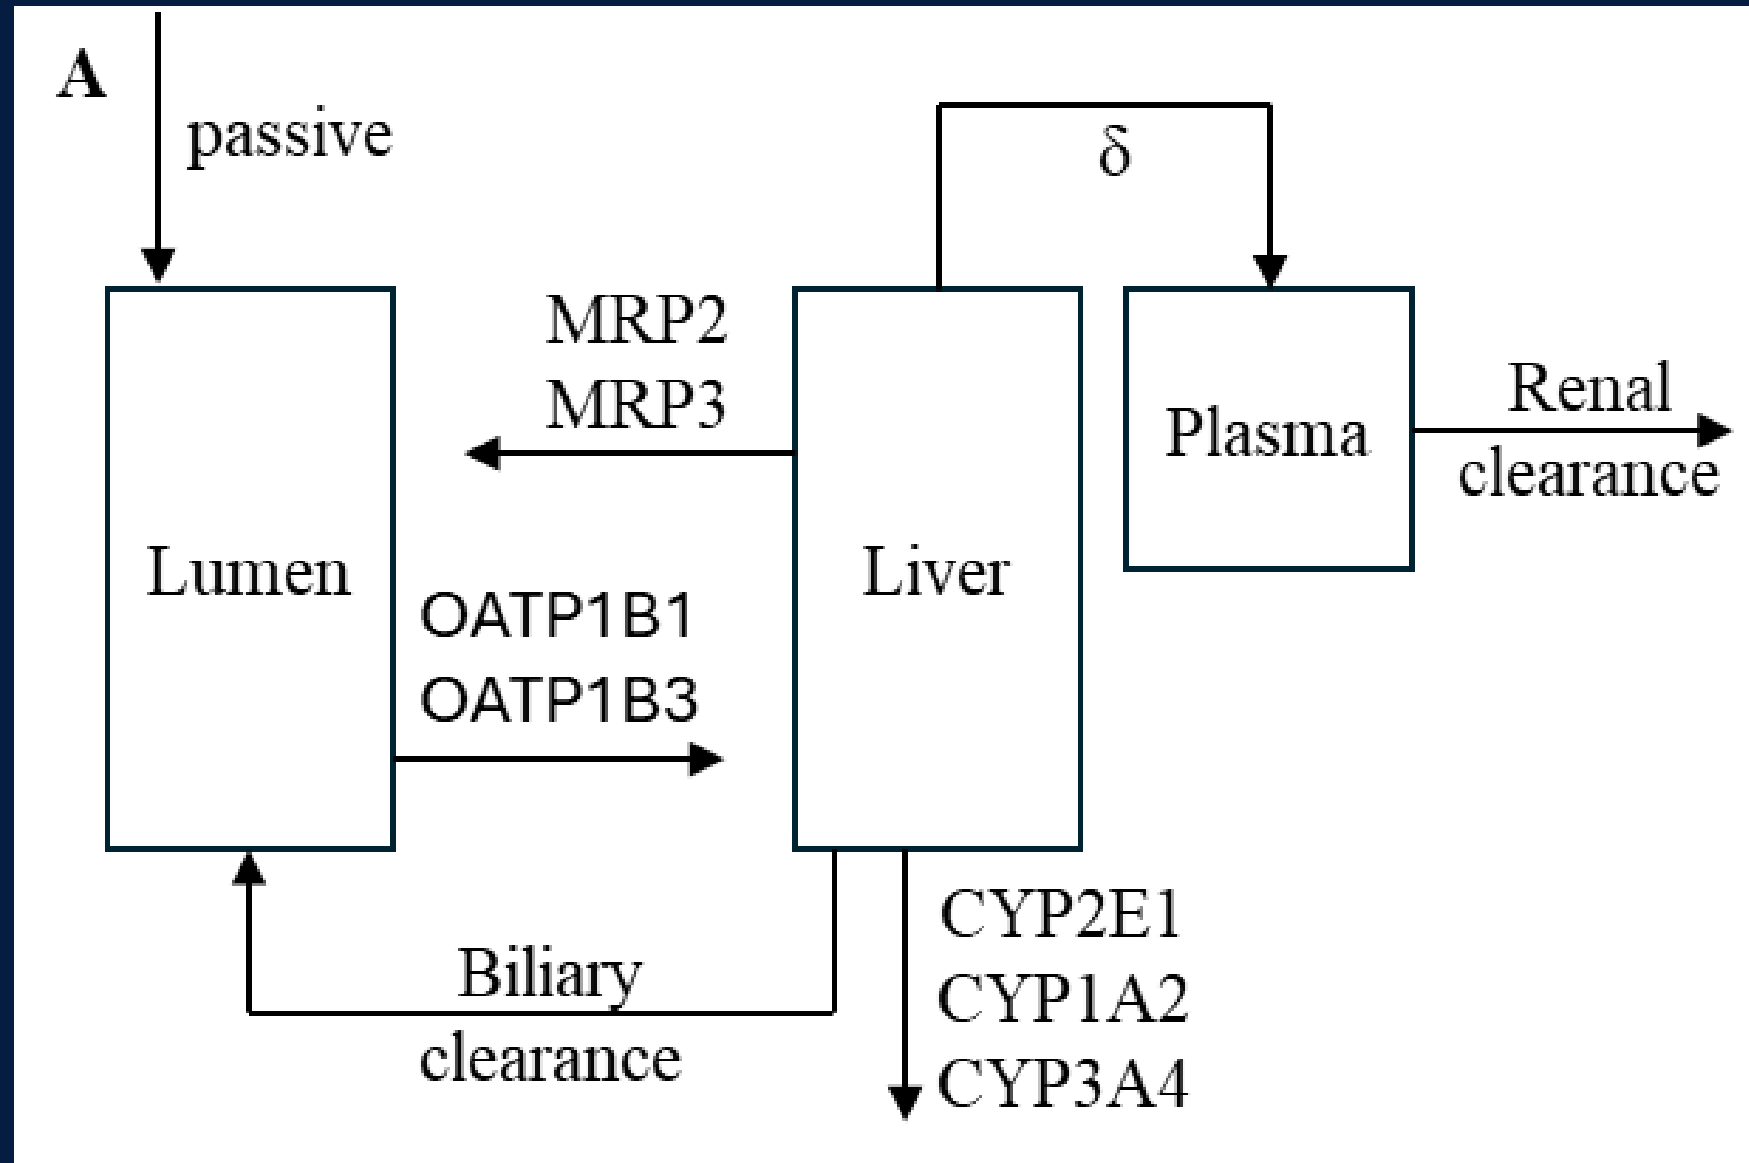 A
passive
δ
MRP2
MRP3
Renal
clearance
Plasma
Lumen
Liver
OATP1B1
OATP1B3
Biliary
clearance
CYP2E1
CYP1A2
CYP3A4